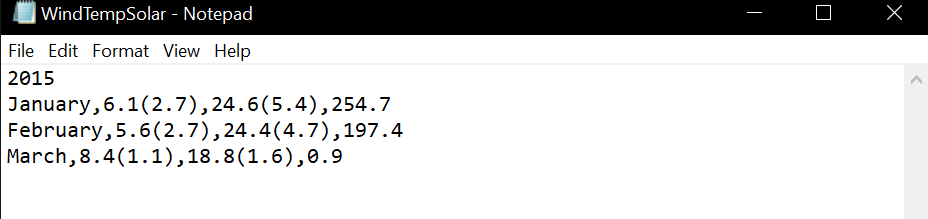 WindTempSolar - Notepad
File Edit Format View Help
2015
January,6.1(2.7),24.6(5.4),254.7
February,5.6(2.7),24.4(4.7),197.4
March,8.4(1.1),18.8(1.6),0.9